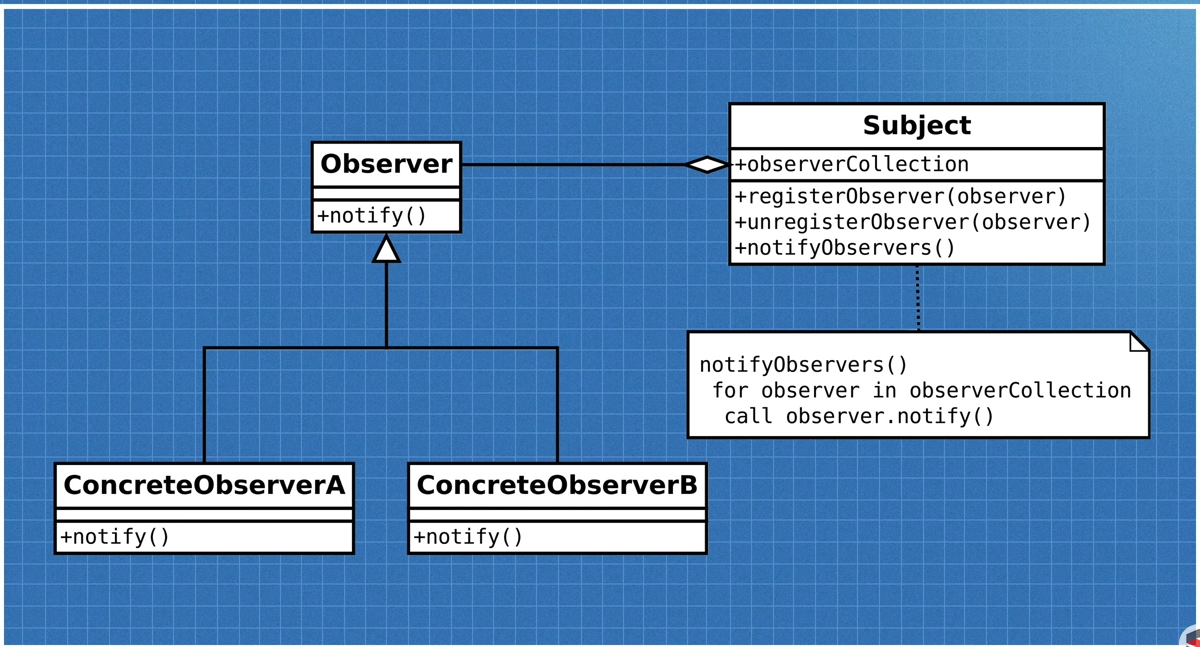 Observer
+notify()
Subject
+observerCollection
+registerObserver(observer)
+unregisterObserver(observer)
+notifyObservers()
notifyObservers()
for observer in observerCollection
call observer.notify()
ConcreteObserverA
+notify()
ConcreteObserverB
+notify()